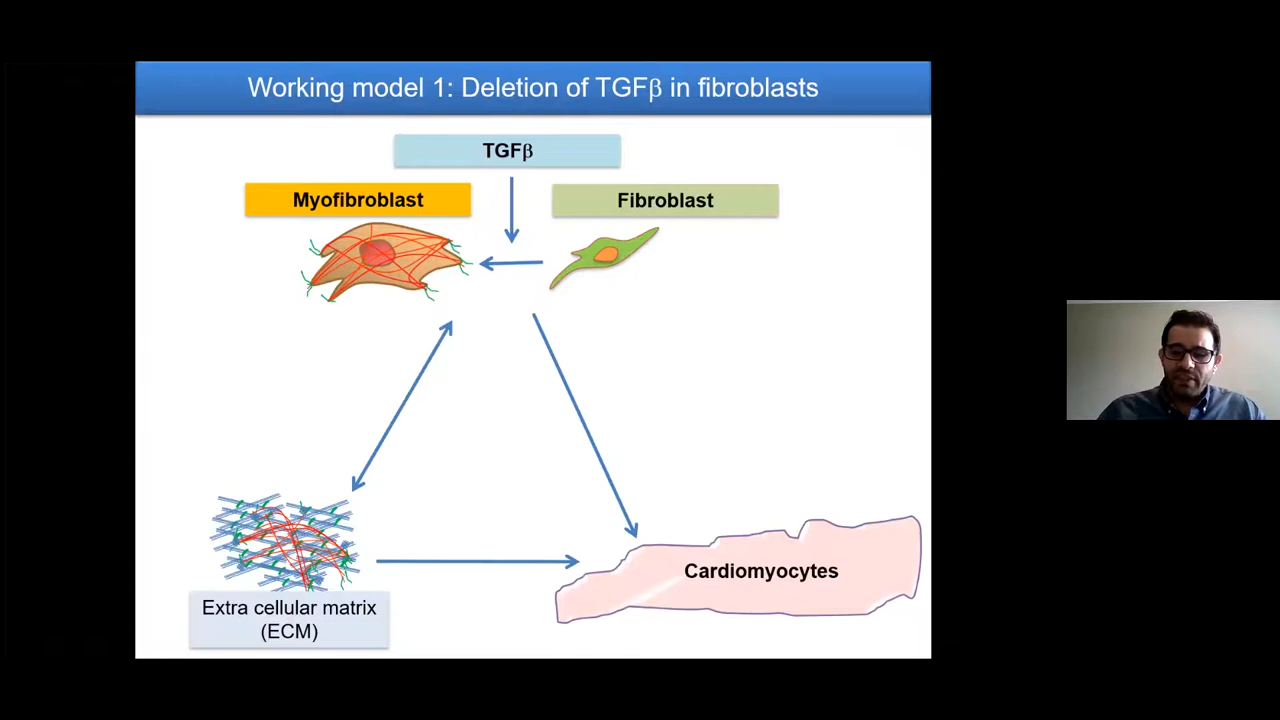 Working model 1: Deletion of TGFβ in fibroblasts
TGFβ
Myofibroblast
Fibroblast
Cardiomyocytes
Extra cellular matrix
(ECM)